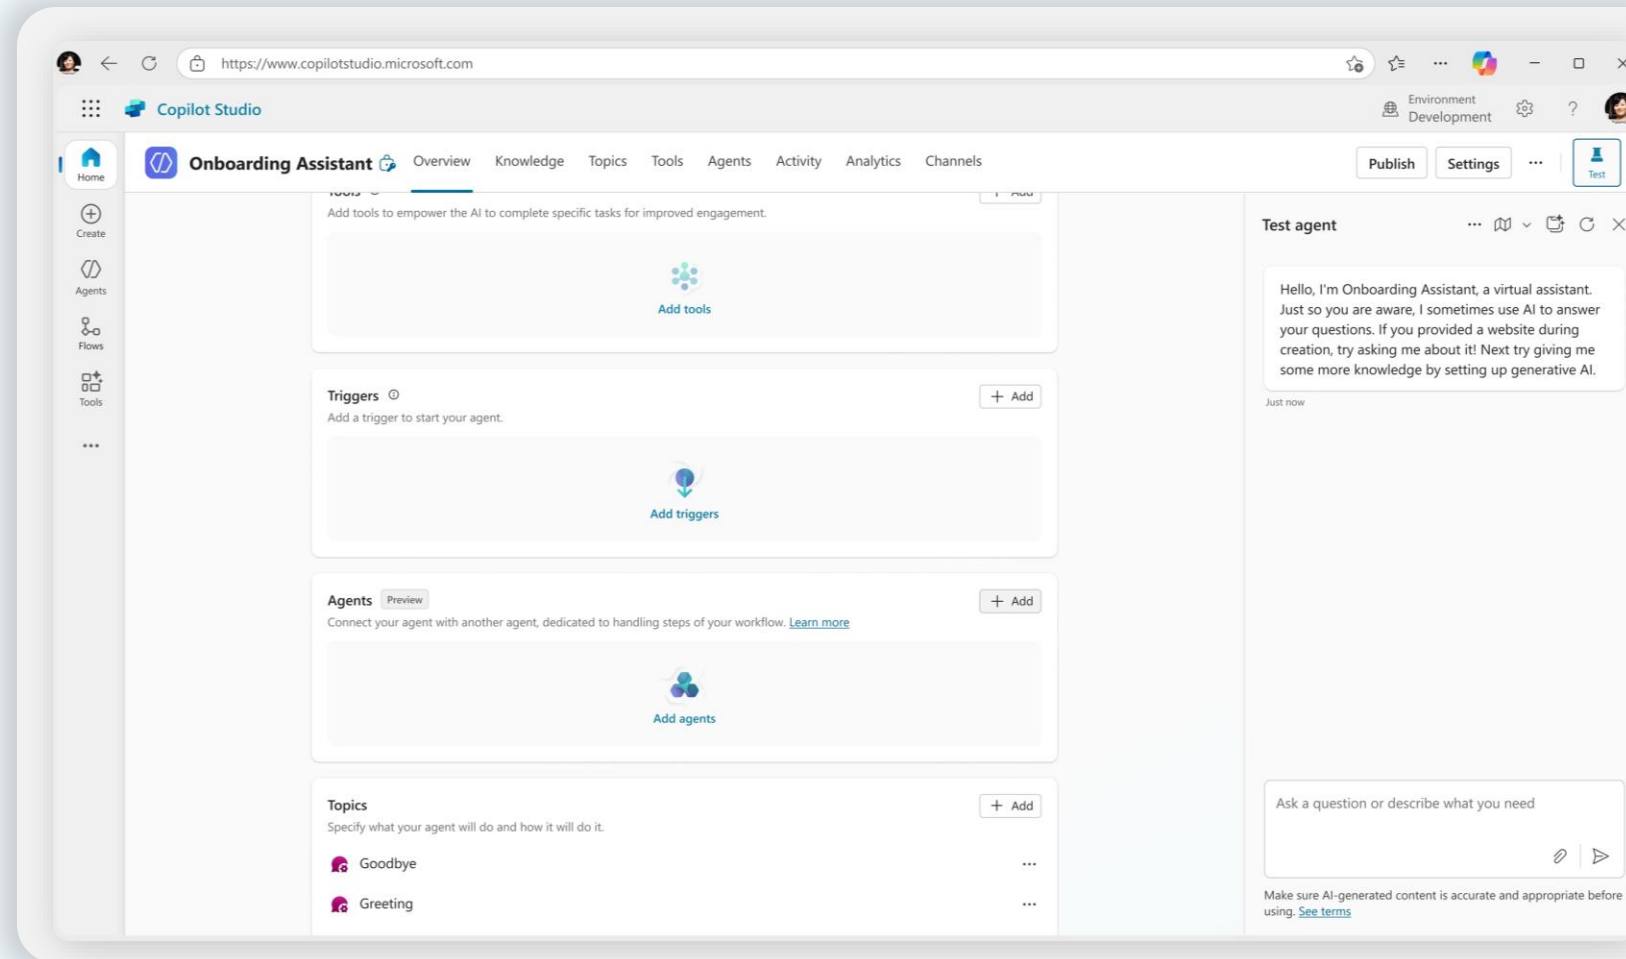 https://www.copilotstudio.microsoft.com
Copilot Studio
Environment
Development
Home
Onboarding Assistant
Overview
Knowledge
Topics
Tools
Agents
Activity
Analytics
Channels
Publish
Settings
Test
Create
Agents
Flows
Tools
Tools
Add
Add tools to empower the AI to complete specific tasks for improved engagement.
Add tools
Triggers
Add
Add a trigger to start your agent.
Add triggers
Agents
Preview
Add
Connect your agent with another agent, dedicated to handling steps of your workflow. Learn more
Add agents
Topics
Add
Specify what your agent will do and how it will do it.
Goodbye
Greeting
Test agent
Hello, I'm Onboarding Assistant, a virtual assistant.
Just so you are aware, I sometimes use AI to answer
your questions. If you provided a website during
creation, try asking me about it! Next try giving me
some more knowledge by setting up generative AI.
Just now
Ask a question or describe what you need
Make sure AI-generated content is accurate and appropriate before
using. See terms